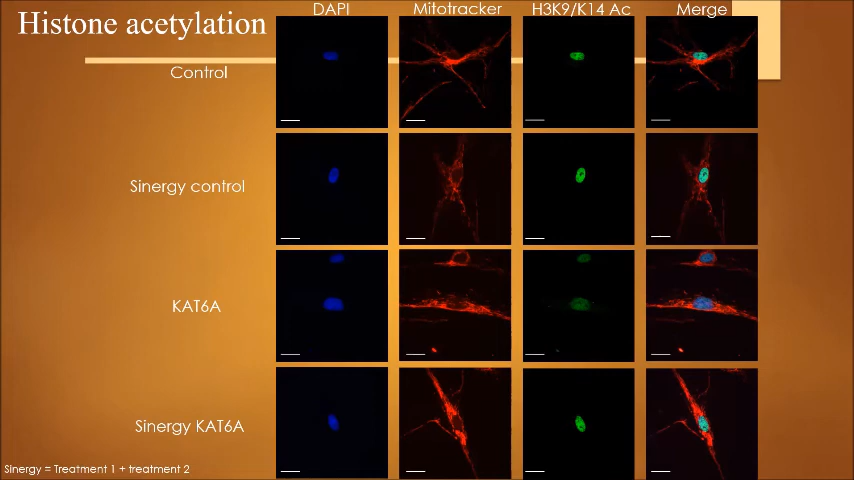 Histone acetylation
DAPI
Mitotracker
H3K9/K14 Ac
Merge
Control
Sinergy control
KAT6A
Sinergy KAT6A
Sinergy = Treatment 1 + treatment 2